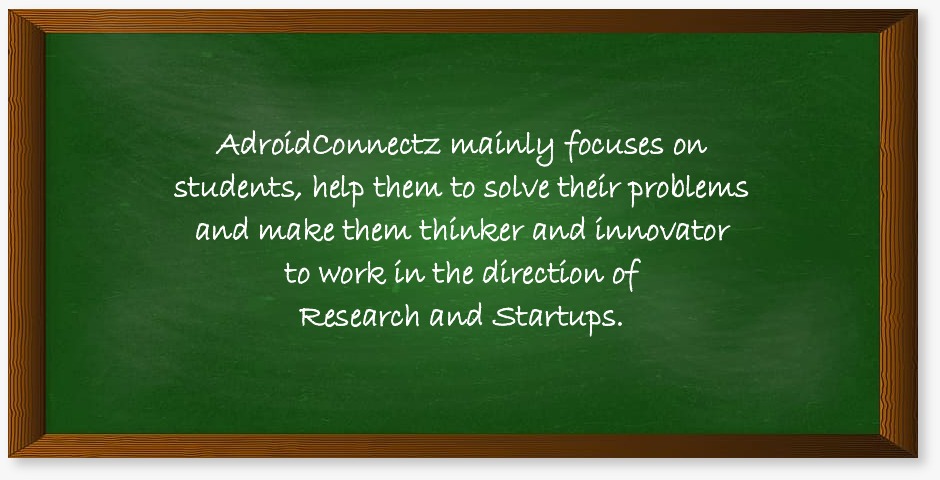 AdroidConnectz mainly focuses on
students, help them to solve their problems
and make them thinker and innovator
to work in the direction of
Research and Startups.